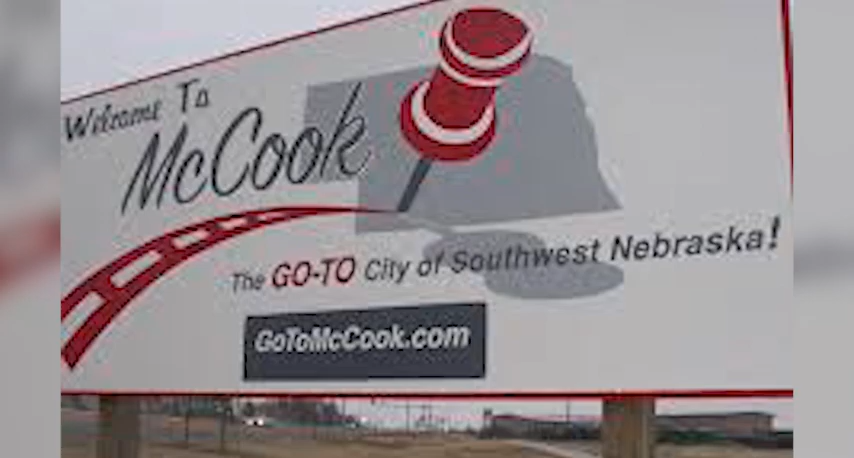 Welcome To
McCook
The GO-TO City of Southwest Nebraska!
GoToMcCook.com